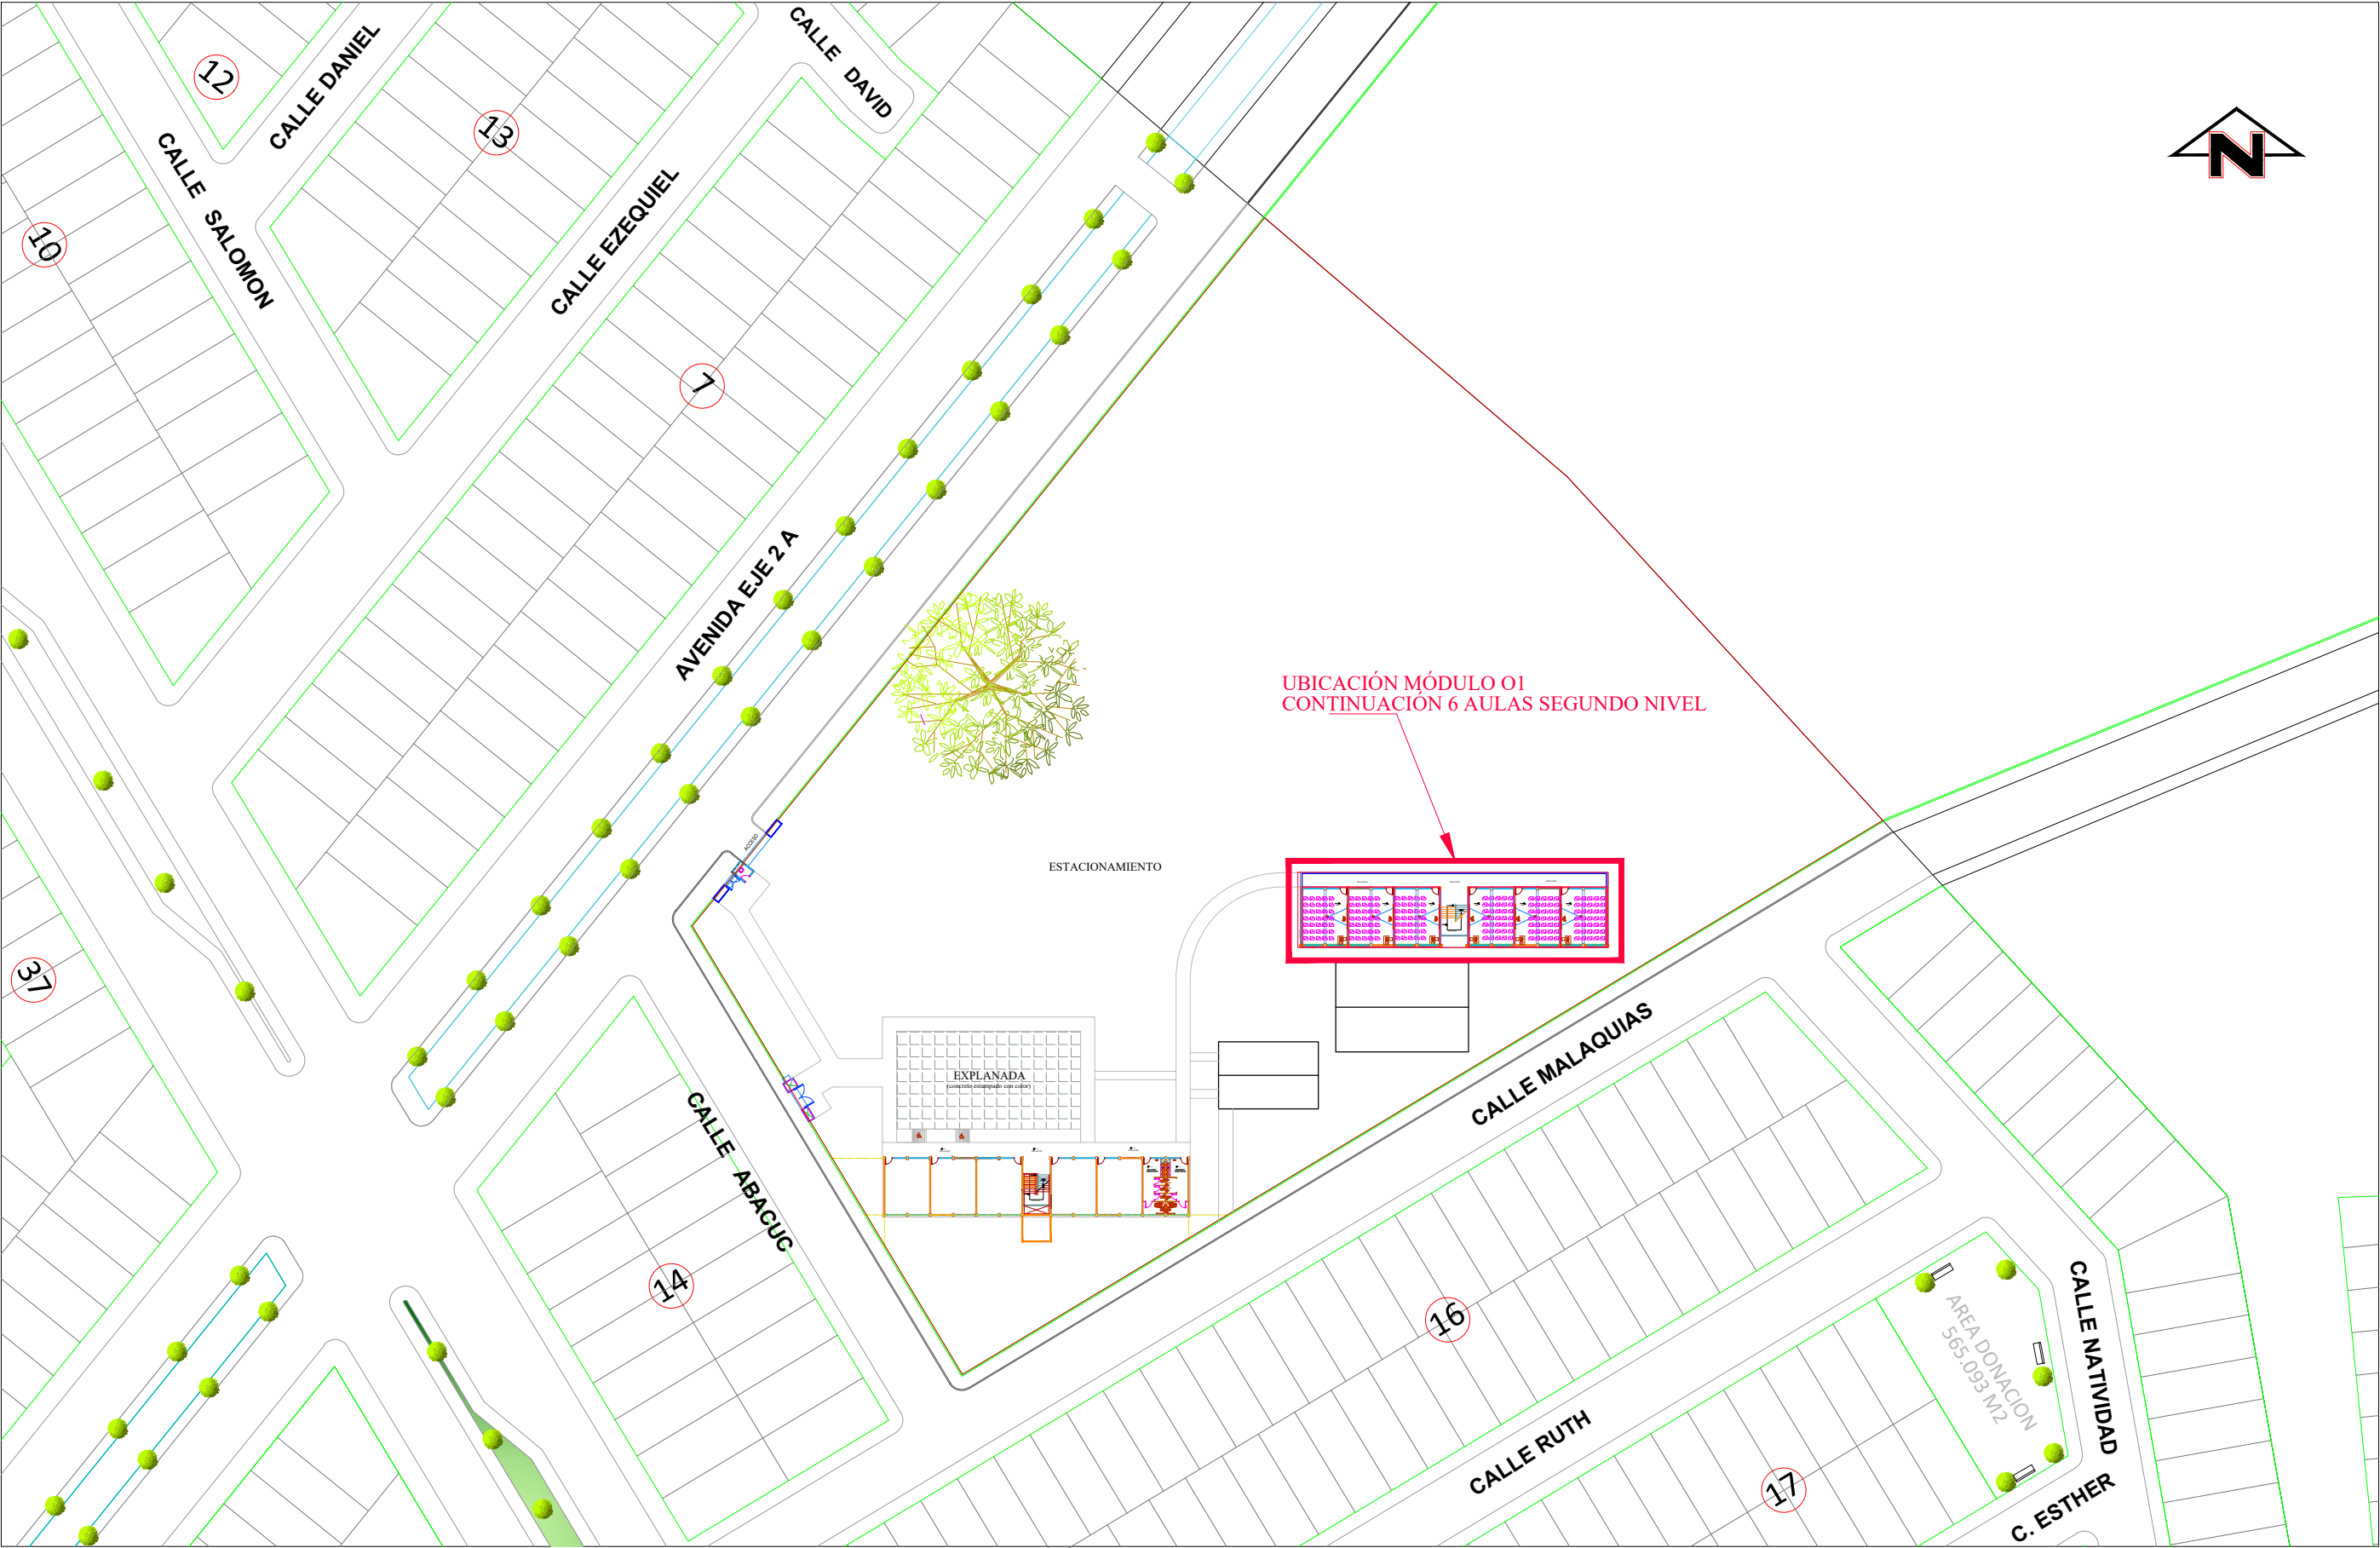 CALLE DANIEL
CALLE DAVID
12
13
CALLE SALOMON
10
CALLE EZEQUIEL
N
7
AVENIDA EJE 2 A
UBICACIÓN MÓDULO O1
CONTINUACIÓN 6 AULAS SEGUNDO NIVEL
ACCESO
ESTACIONAMIENTO
37
EXPLANADA
(concreto estampado con color)
CALLE MALAQUIAS
CALLE ABACUC
14
16
AREA DONACION
565.093 M2
CALLE NATIVIDAD
CALLE RUTH
17
C. ESTHER